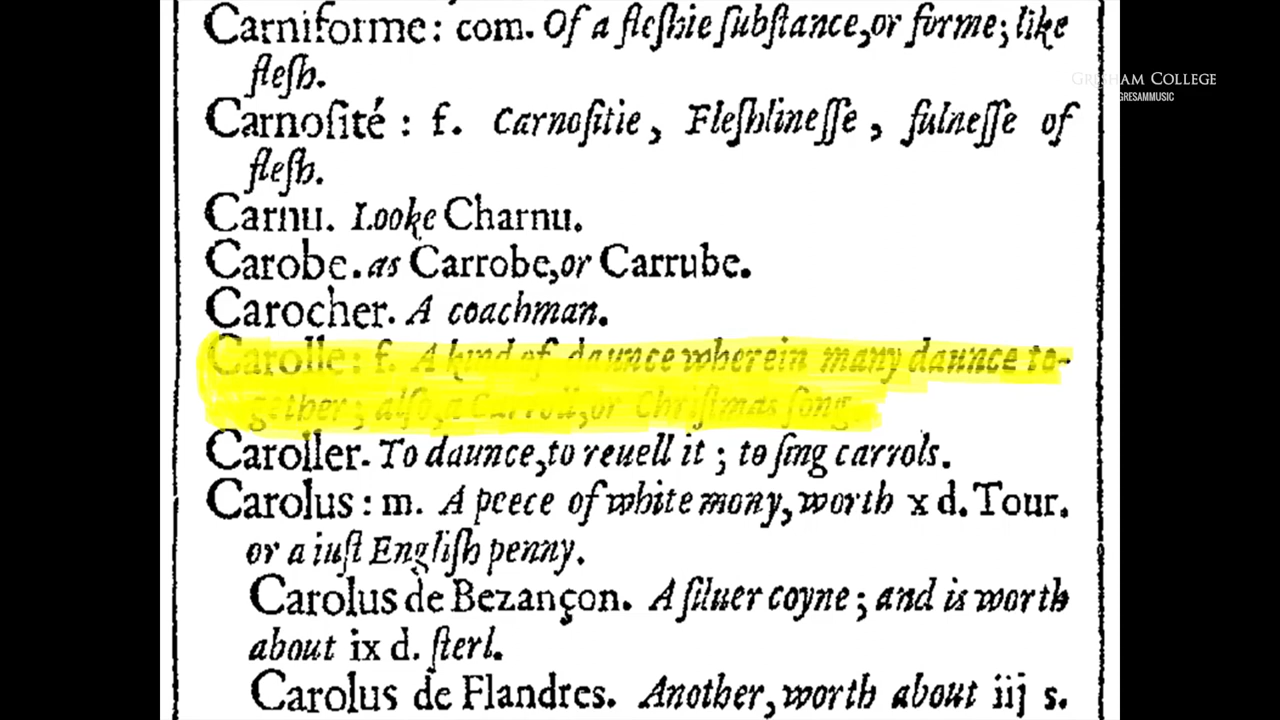 Carniforme: com. Of a fleſhie ſubſtance, or forme; like
fleſh.
Carnoſité : f. Carnoſitie, Fleſhlineſſe, fulneſſe of
fleſh.
Carnu. Looke Charnu.
Carobe. as Carrobe, or Carrube.
Carocher. A coachman.
Carolle: f. A kind of daunce wherein many daunce to-
gether; alſo, a Carroll, or Chriſtmas ſong.
Caroller. To daunce, to reuell it; to ſing carrols.
Carolus: m. A peece of white mony, worth x d. Tour.
or a iuſt Engliſh penny.
Carolus de Bezançon. A ſiluer coyne; and is worth
about ix d. ſterl.
Carolus de Flandres. Another, worth about iij s.
GRESHAM COLLEGE
GRESAMMUSIC